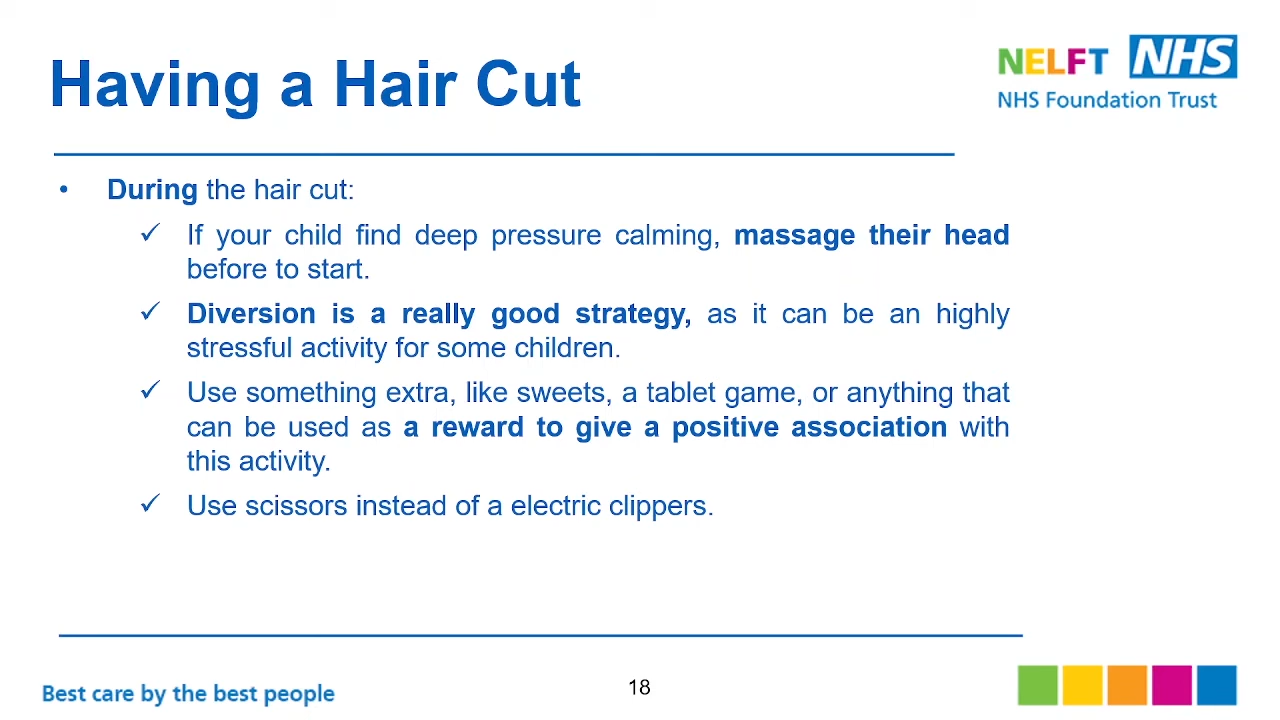 Having a Hair Cut
NELFT NHS
NHS Foundation Trust
• During the hair cut:
✓ If your child find deep pressure calming, massage their head
before to start.
✓ Diversion is a really good strategy, as it can be an highly
stressful activity for some children.
✓ Use something extra, like sweets, a tablet game, or anything that
can be used as a reward to give a positive association with
this activity.
✓ Use scissors instead of a electric clippers.
Best care by the best people
18